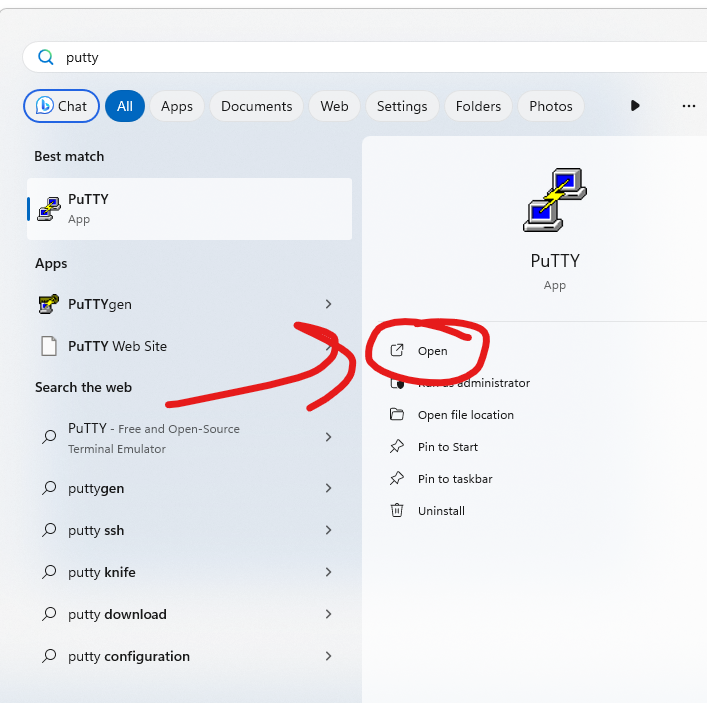 putty
Chat All Apps Documents Web Settings Folders Photos
Best match
PuTTY
App
Apps
PuTTYgen
PuTTY Web Site
Search the web
PuTTY - Free and Open-Source
Terminal Emulator
puttygen
putty ssh
putty knife
putty download
putty configuration
PuTTY
App
Open
Run as administrator
Open file location
Pin to Start
Pin to taskbar
Uninstall